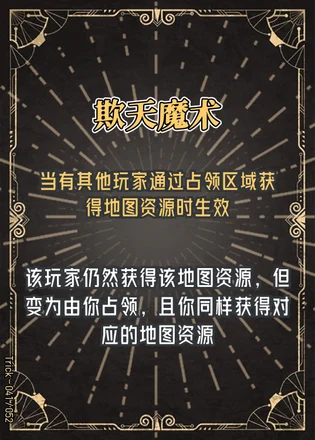 欺天魔术
当有其他玩家通过占领区域获
得地图资源时生效
该玩家仍然获得该地图资源，但
变为由你占领，且你同样获得对
应的地图资源
Trick-041/052